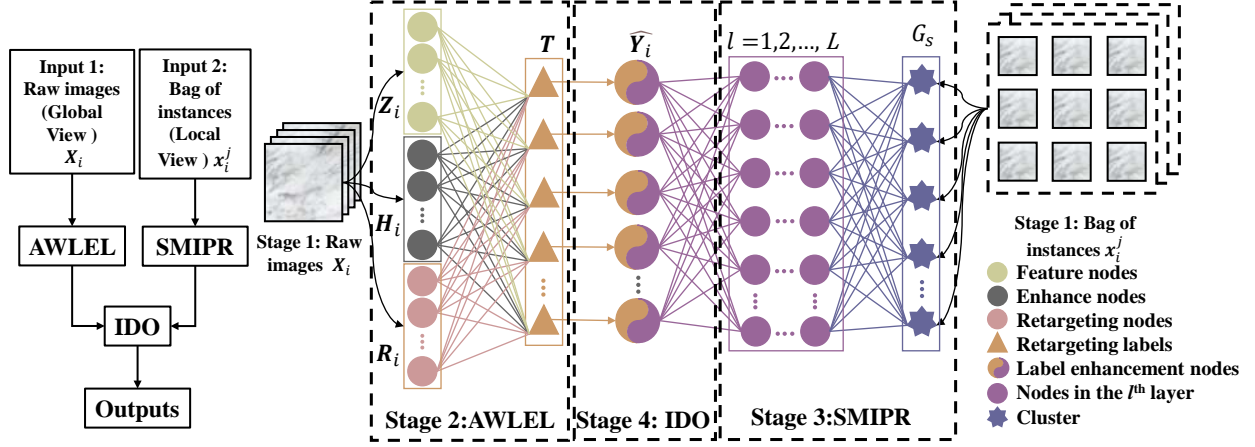 Input 1:
Raw images
(Global
View )
X_i
Input 2:
Bag of
instances
(Local
View ) x_i^j
AWLEL
SMIPR
IDO
Outputs
Stage 1: Raw
images X_i
Z_i
H_i
R_i
T
Stage 2:AWLEL
\widehat{Y_i}
Stage 4: IDO
l =1,2,..., L
G_s
Stage 3:SMIPR
Stage 1: Bag of
instances x_i^j
Feature nodes
Enhance nodes
Retargeting nodes
Retargeting labels
Label enhancement nodes
Nodes in the l^th layer
Cluster